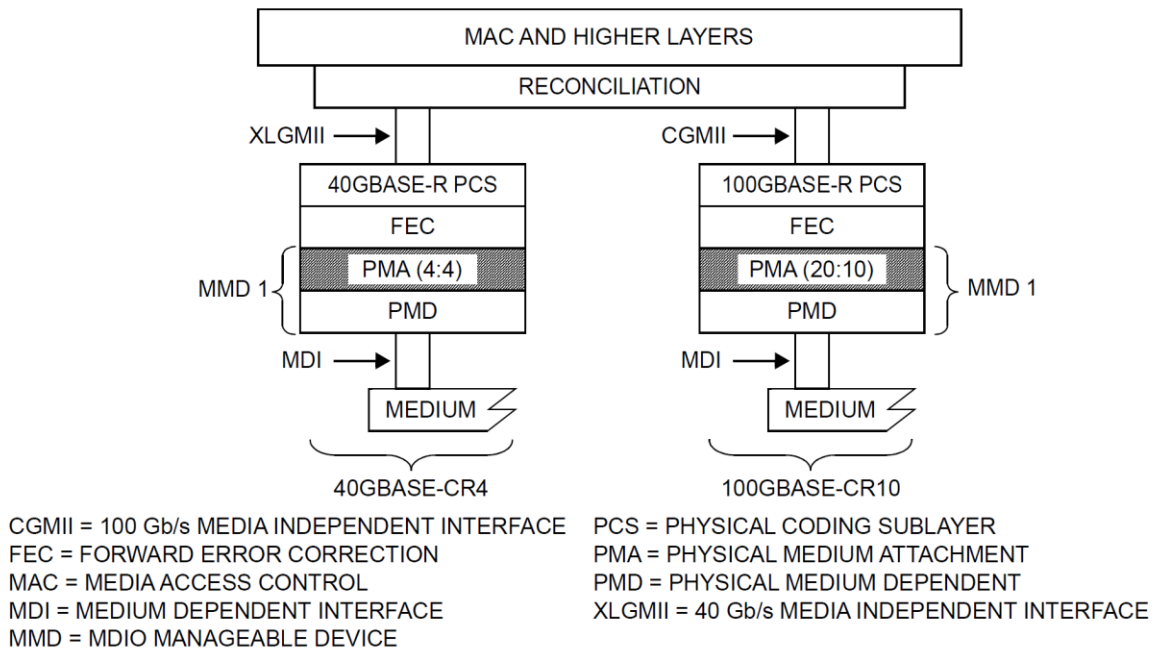 MAC AND HIGHER LAYERS
RECONCILIATION
XLGMII
CGMII
40GBASE-R PCS
100GBASE-R PCS
FEC
FEC
PMA (4:4)
PMA (20:10)
MMD 1
MMD 1
PMD
PMD
MDI
MDI
MEDIUM
MEDIUM
40GBASE-CR4
100GBASE-CR10
CGMII = 100 Gb/s MEDIA INDEPENDENT INTERFACE
FEC = FORWARD ERROR CORRECTION
MAC = MEDIA ACCESS CONTROL
MDI = MEDIUM DEPENDENT INTERFACE
MMD = MDIO MANAGEABLE DEVICE
PCS = PHYSICAL CODING SUBLAYER
PMA = PHYSICAL MEDIUM ATTACHMENT
PMD = PHYSICAL MEDIUM DEPENDENT
XLGMII = 40 Gb/s MEDIA INDEPENDENT INTERFACE